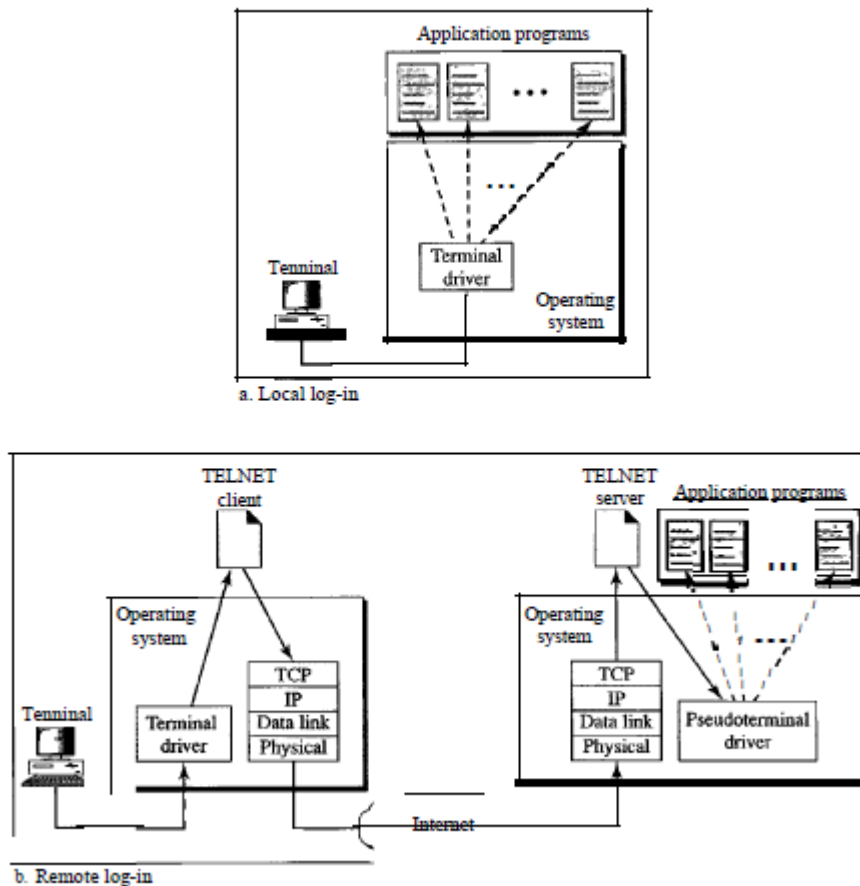 Application programs
Terminal
driver
Tenninal
Operating
system
a. Local log-in
TELNET
client
TELNET
server
Application programs
Operating
system
TCP
IP
Data link
Physical
Tenninal
Terminal
driver
Operating
system
TCP
IP
Data link
Physical
Pseudoterminal
driver
Internet
b. Remote log-in